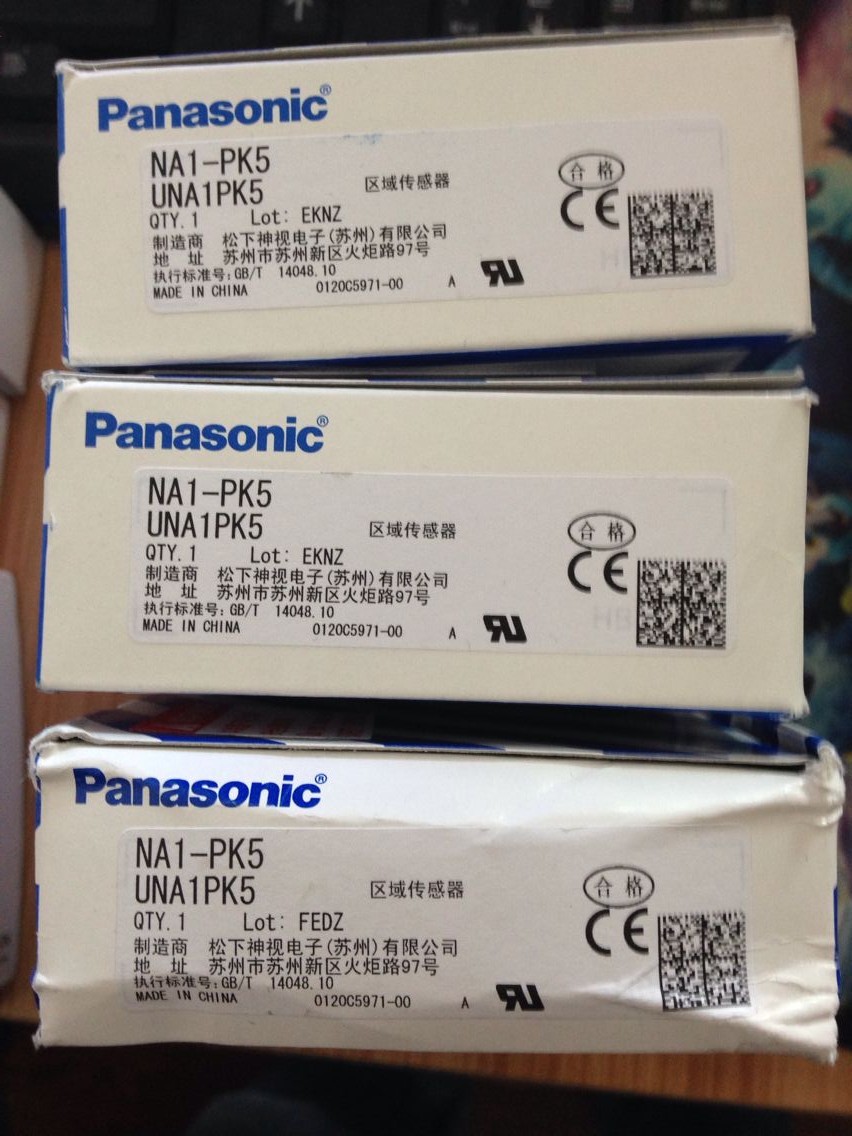 Panasonic®
NA1-PK5
UNA1PK5
区域传感器
合格
QTY. 1 Lot: EKNZ
CE
制造商 松下神视电子(苏州)有限公司
地 址 苏州市苏州新区火炬路97号
执行标准号:GB/T 14048.10
MADE IN CHINA 0120C5971-00 A
Panasonic®
NA1-PK5
UNA1PK5
区域传感器
合格
QTY. 1 Lot: EKNZ
CE
制造商 松下神视电子(苏州)有限公司
地 址 苏州市苏州新区火炬路97号
执行标准号:GB/T 14048.10
MADE IN CHINA 0120C5971-00 A
Panasonic®
NA1-PK5
UNA1PK5
区域传感器
合格
QTY. 1 Lot: FEDZ
CE
制造商 松下神视电子(苏州)有限公司
地 址 苏州市苏州新区火炬路97号
执行标准号:GB/T 14048.10
MADE IN CHINA 0120C5971-00 A